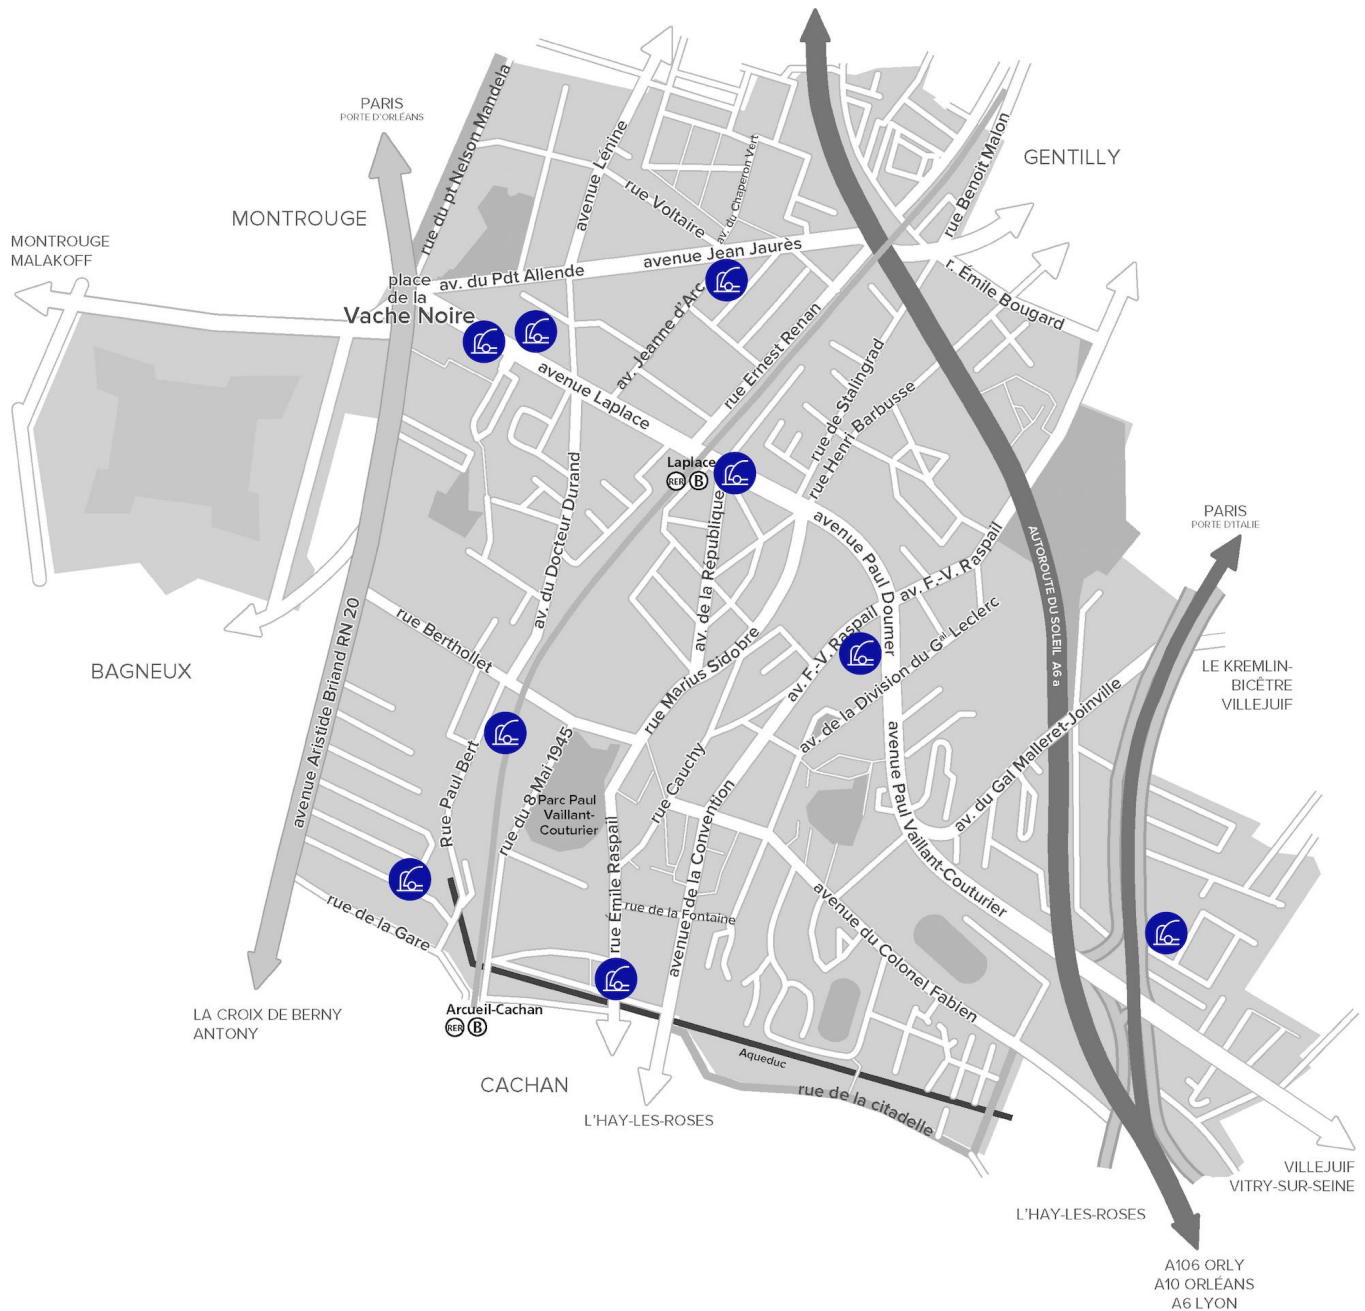 PARIS
PORTE D'ORLÉANS
rue du pt Nelson Mandela
avenue Lénine
rue Voltaire
av. du Chaperon Vert
rue Benoit Malon
GENTILLY
MONTROUGE
MONTROUGE
MALAKOFF
place
de la
Vache Noire
av. du Pdt Allende
avenue Jean Jaurès
r. Émile Bougard
av. Jeanne d'Arc
rue Ernest Renan
avenue Laplace
rue de Stalingrad
rue Henri Barbusse
Laplace
RER B
av. du Docteur Durand
av. de la République
avenue Paul Doumer
av. F.-V. Raspail
AUTOROUTE DU SOLEIL A6 a
PARIS
PORTE D'ITALIE
rue Berthollet
avenue Aristide Briand RN 20
BAGNEUX
rue Marius Sidobre
av. F.-V. Raspail
av. de la Division du Gal Leclerc
LE KREMLIN-
BICÊTRE
VILLEJUIF
av. du Gal Malleret-Joinville
Rue Paul Bert
rue du 8 Mai 1945
Parc Paul
Vaillant-
Couturier
rue Cauchy
avenue de la Convention
avenue Paul Vaillant-Couturier
rue Émile Raspail
rue de la Fontaine
avenue du Colonel Fabien
rue de la Gare
LA CROIX DE BERNY
ANTONY
Arcueil-Cachan
RER B
CACHAN
Aqueduc
rue de la citadelle
L'HAY-LES-ROSES
VILLEJUIF
VITRY-SUR-SEINE
L'HAY-LES-ROSES
A106 ORLY
A10 ORLÉANS
A6 LYON